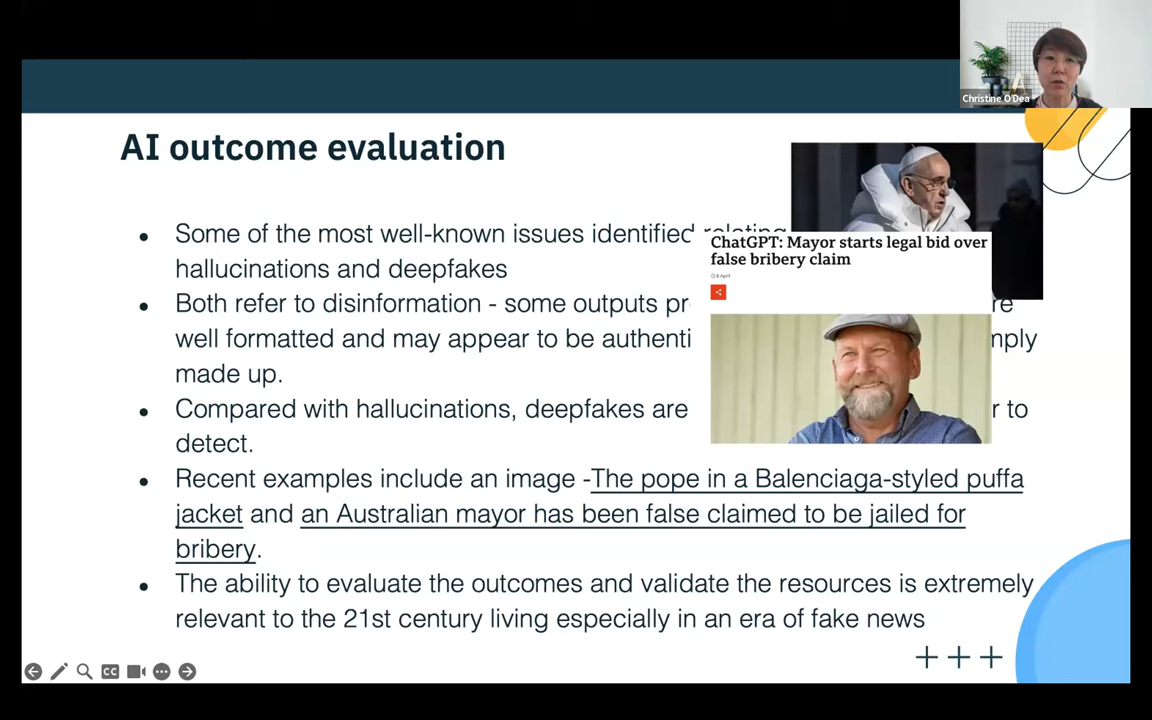 Christine O'Dea
AI outcome evaluation
Some of the most well-known issues identified relating
hallucinations and deepfakes
Both refer to disinformation - some outputs pr
well formatted and may appear to be authenti mply
made up.
Compared with hallucinations, deepfakes are r to
detect.
Recent examples include an image -The pope in a Balenciaga-styled puffa
jacket and an Australian mayor has been false claimed to be jailed for
bribery.
The ability to evaluate the outcomes and validate the resources is extremely
relevant to the 21st century living especially in an era of fake news
ChatGPT: Mayor starts legal bid over
false bribery claim
CC